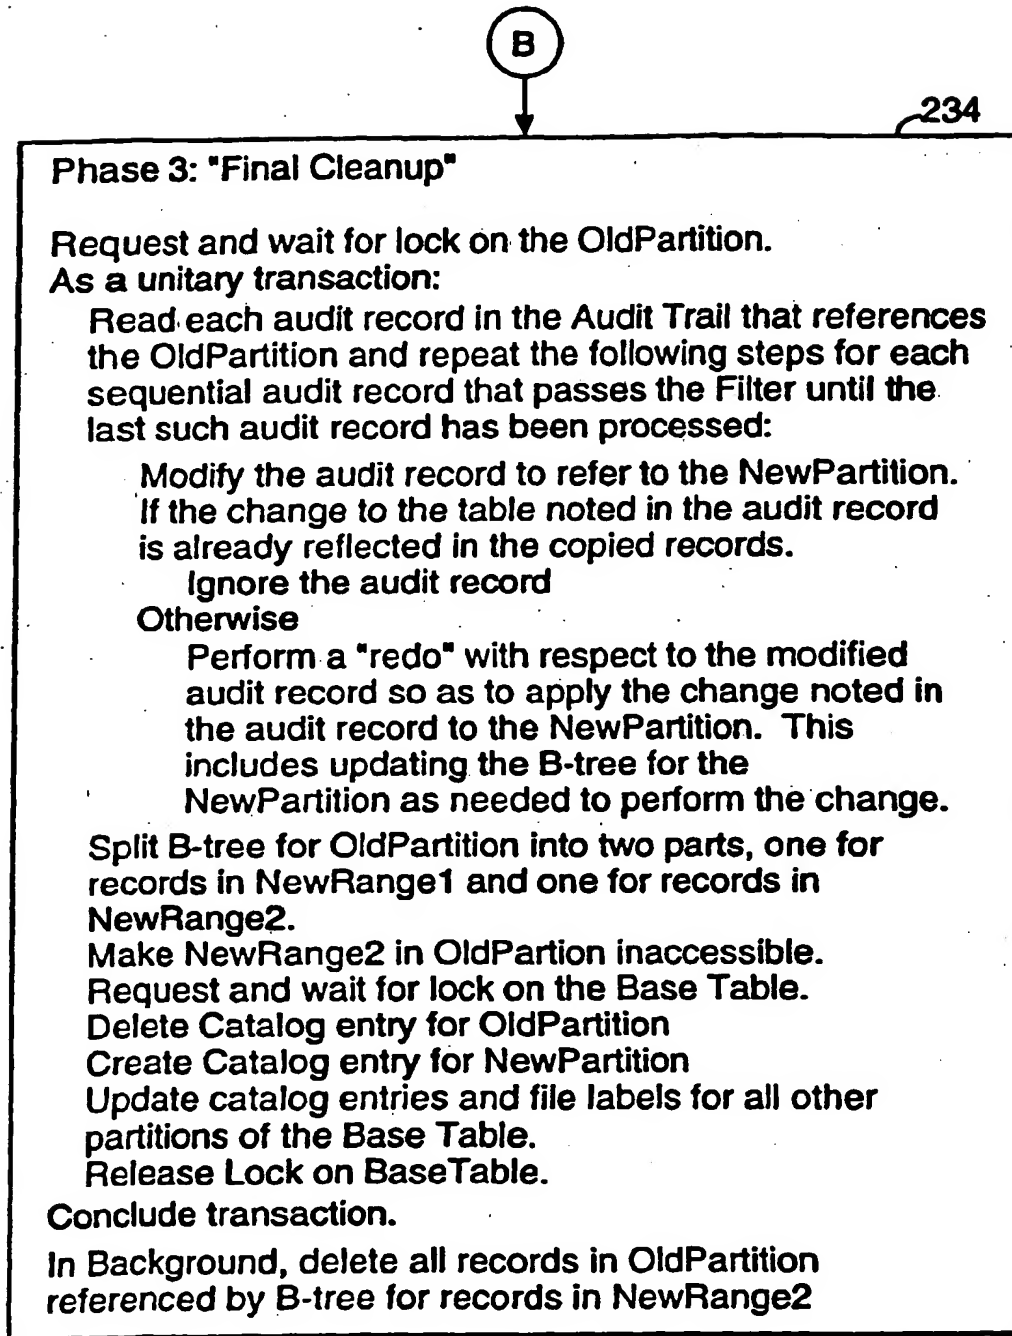 B
234
Phase 3: "Final Cleanup"
Request and wait for lock on the OldPartition.
As a unitary transaction:
Read each audit record in the Audit Trail that references
the OldPartition and repeat the following steps for each
sequential audit record that passes the Filter until the
last such audit record has been processed:
Modify the audit record to refer to the NewPartition.
If the change to the table noted in the audit record
is already reflected in the copied records.
Ignore the audit record
Otherwise
Perform a "redo" with respect to the modified
audit record so as to apply the change noted in
the audit record to the NewPartition.  This
includes updating the B-tree for the
NewPartition as needed to perform the change.
Split B-tree for OldPartition into two parts, one for
records in NewRange1 and one for records in
NewRange2.
Make NewRange2 in OldPartion inaccessible.
Request and wait for lock on the Base Table.
Delete Catalog entry for OldPartition
Create Catalog entry for NewPartition
Update catalog entries and file labels for all other
partitions of the Base Table.
Release Lock on BaseTable.
Conclude transaction.
In Background, delete all records in OldPartition
referenced by B-tree for records in NewRange2